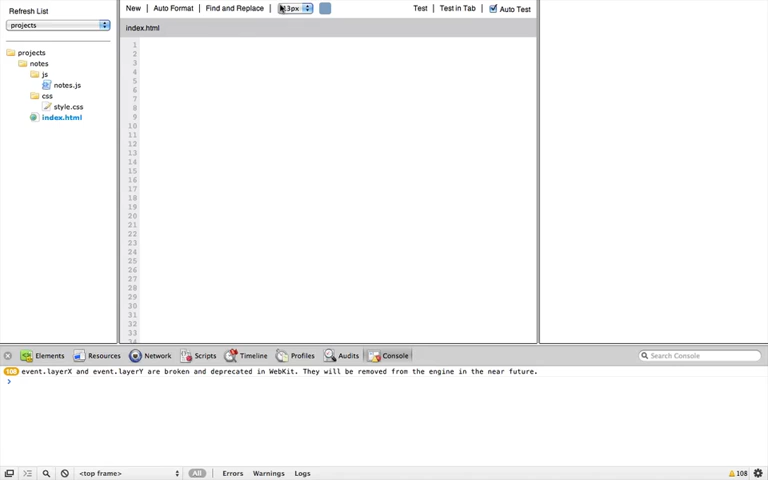 Refresh List
projects
projects
notes
js
notes.js
css
style.css
index.html
New | Auto Format | Find and Replace | 13px
Test | Test in Tab | Auto Test
index.html
1
2
3
4
5
6
7
8
9
10
11
12
13
14
15
16
17
18
19
20
21
22
23
24
25
26
27
28
29
30
31
32
33
Elements Resources Network Scripts Timeline Profiles Audits Console Search Console
108 event.layerX and event.layerY are broken and deprecated in WebKit. They will be removed from the engine in the near future.
>
<top frame> All Errors Warnings Logs 108